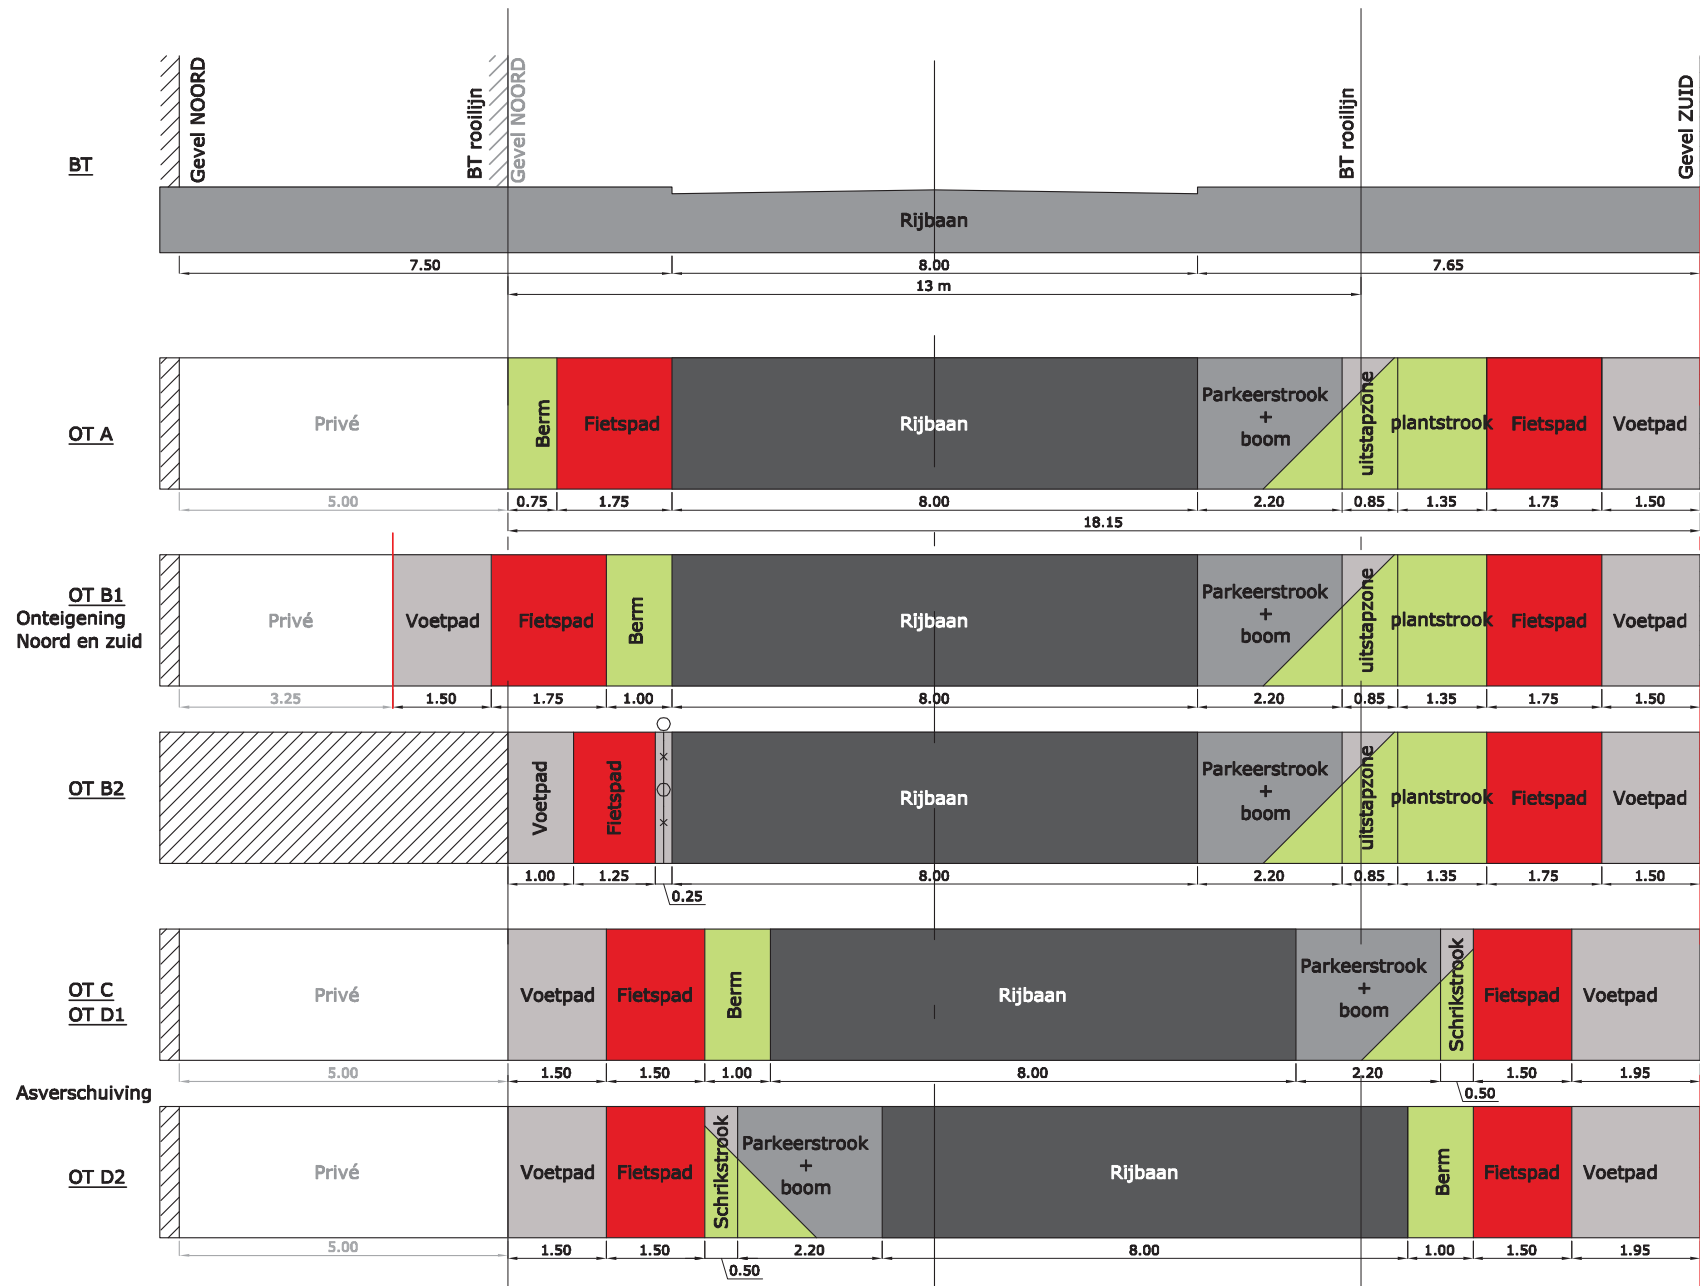 Gevel NOORD
BT rooilijn
Gevel NOORD
BT rooilijn
Gevel ZUID
BT
Rijbaan
7.50
8.00
7.65
13 m
OT A
Privé
Berm
Fietspad
Rijbaan
Parkeerstrook
+
boom
uitstapzone
plantstrook
Fietspad
Voetpad
5.00
0.75
1.75
8.00
2.20
0.85
1.35
1.75
1.50
18.15
OT B1
Onteigening
Noord en zuid
Privé
Voetpad
Fietspad
Berm
Rijbaan
Parkeerstrook
+
boom
uitstapzone
plantstrook
Fietspad
Voetpad
3.25
1.50
1.75
1.00
8.00
2.20
0.85
1.35
1.75
1.50
OT B2
Voetpad
Fietspad
Rijbaan
Parkeerstrook
+
boom
uitstapzone
plantstrook
Fietspad
Voetpad
1.00
1.25
0.25
8.00
2.20
0.85
1.35
1.75
1.50
OT C
OT D1
Privé
Voetpad
Fietspad
Berm
Rijbaan
Parkeerstrook
+
boom
Schrikstrook
Fietspad
Voetpad
5.00
1.50
1.50
1.00
8.00
2.20
0.50
1.50
1.95
Asverschuiving
OT D2
Privé
Voetpad
Fietspad
Schrikstrook
Parkeerstrook
+
boom
Rijbaan
Berm
Fietspad
Voetpad
5.00
1.50
1.50
0.50
2.20
8.00
1.00
1.50
1.95